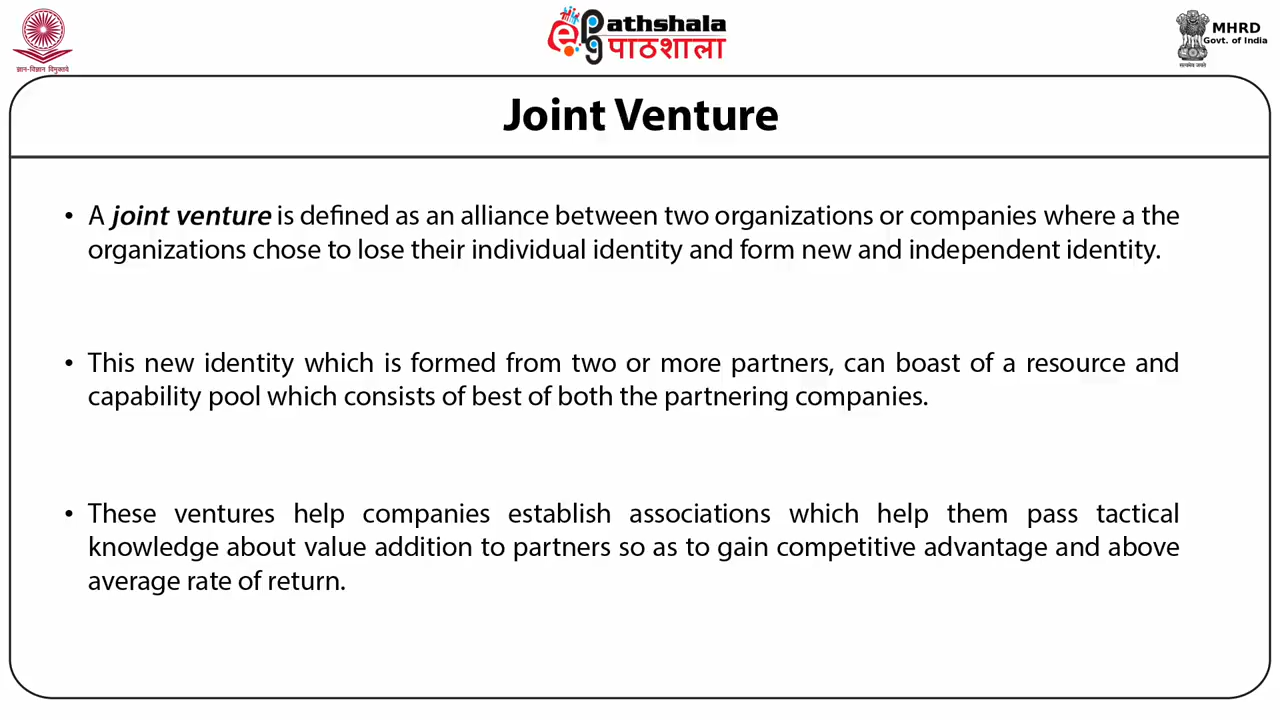 ज्ञान-विज्ञान विमुक्तये
ePathshala
पाठशाला
MHRD
Govt. of India
सत्यमेव जयते
Joint Venture
• A joint venture is defined as an alliance between two organizations or companies where a the
organizations chose to lose their individual identity and form new and independent identity.
• This new identity which is formed from two or more partners, can boast of a resource and
capability pool which consists of best of both the partnering companies.
• These ventures help companies establish associations which help them pass tactical
knowledge about value addition to partners so as to gain competitive advantage and above
average rate of return.